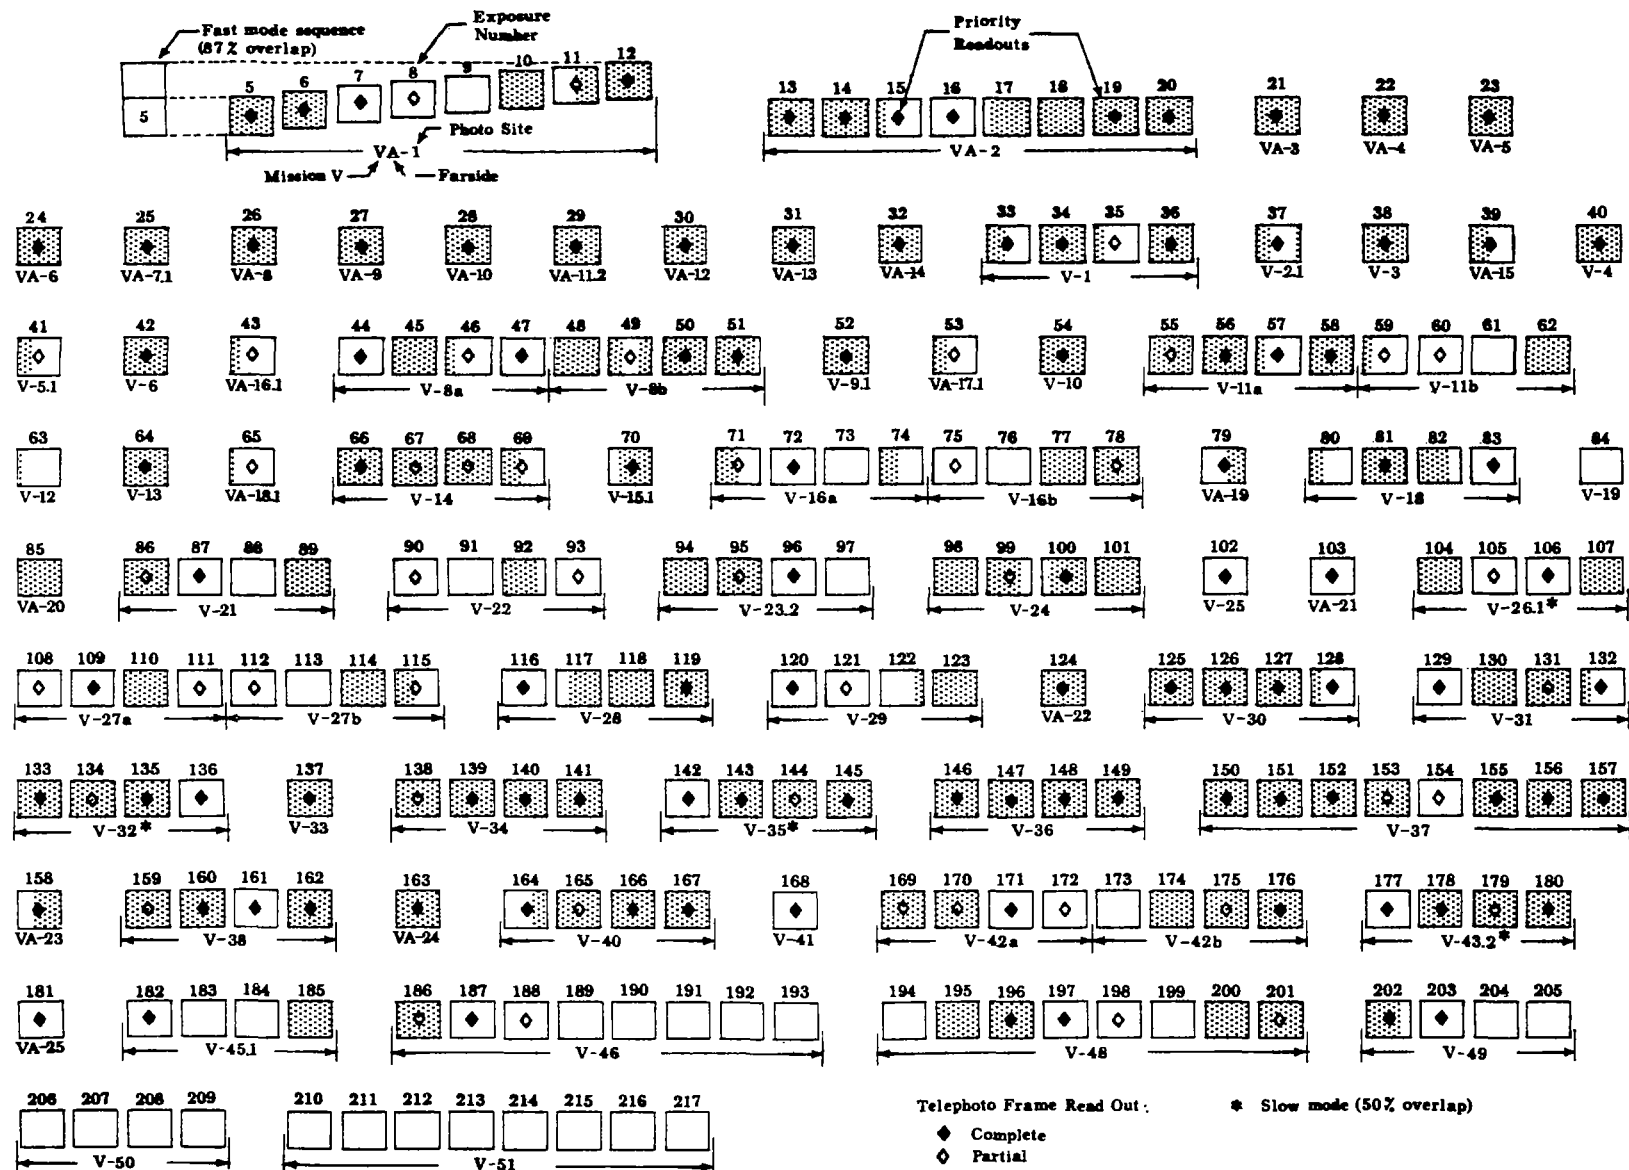 Fast mode sequence
(87% overlap)
Exposure
Number
Priority
Readouts
5 6 7 8 9 10 11 12
5
Photo Site
VA-1
Mission V
Farside
13 14 15 16 17 18 19 20 21 22 23
VA-2 VA-3 VA-4 VA-5
24 25 26 27 28 29 30 31 32 33 34 35 36 37 38 39 40
VA-6 VA-7.1 VA-8 VA-9 VA-10 VA-11.2 VA-12 VA-13 VA-14 V-1 V-2.1 V-3 VA-15 V-4
41 42 43 44 45 46 47 48 49 50 51 52 53 54 55 56 57 58 59 60 61 62
V-5.1 V-6 VA-16.1 V-8a V-8b V-9.1 VA-17.1 V-10 V-11a V-11b
63 64 65 66 67 68 69 70 71 72 73 74 75 76 77 78 79 80 81 82 83 84
V-12 V-13 VA-18.1 V-14 V-15.1 V-16a V-16b VA-19 V-18 V-19
85 86 87 88 89 90 91 92 93 94 95 96 97 98 99 100 101 102 103 104 105 106 107
VA-20 V-21 V-22 V-23.2 V-24 V-25 VA-21 V-26.1*
108 109 110 111 112 113 114 115 116 117 118 119 120 121 122 123 124 125 126 127 128 129 130 131 132
V-27a V-27b V-28 V-29 VA-22 V-30 V-31
133 134 135 136 137 138 139 140 141 142 143 144 145 146 147 148 149 150 151 152 153 154 155 156 157
V-32* V-33 V-34 V-35* V-36 V-37
158 159 160 161 162 163 164 165 166 167 168 169 170 171 172 173 174 175 176 177 178 179 180
VA-23 V-38 VA-24 V-40 V-41 V-42a V-42b V-43.2*
181 182 183 184 185 186 187 188 189 190 191 192 193 194 195 196 197 198 199 200 201 202 203 204 205
VA-25 V-45.1 V-46 V-48 V-49
206 207 208 209 210 211 212 213 214 215 216 217
V-50 V-51
Telephoto Frame Read Out:
Complete
Partial
* Slow mode (50% overlap)